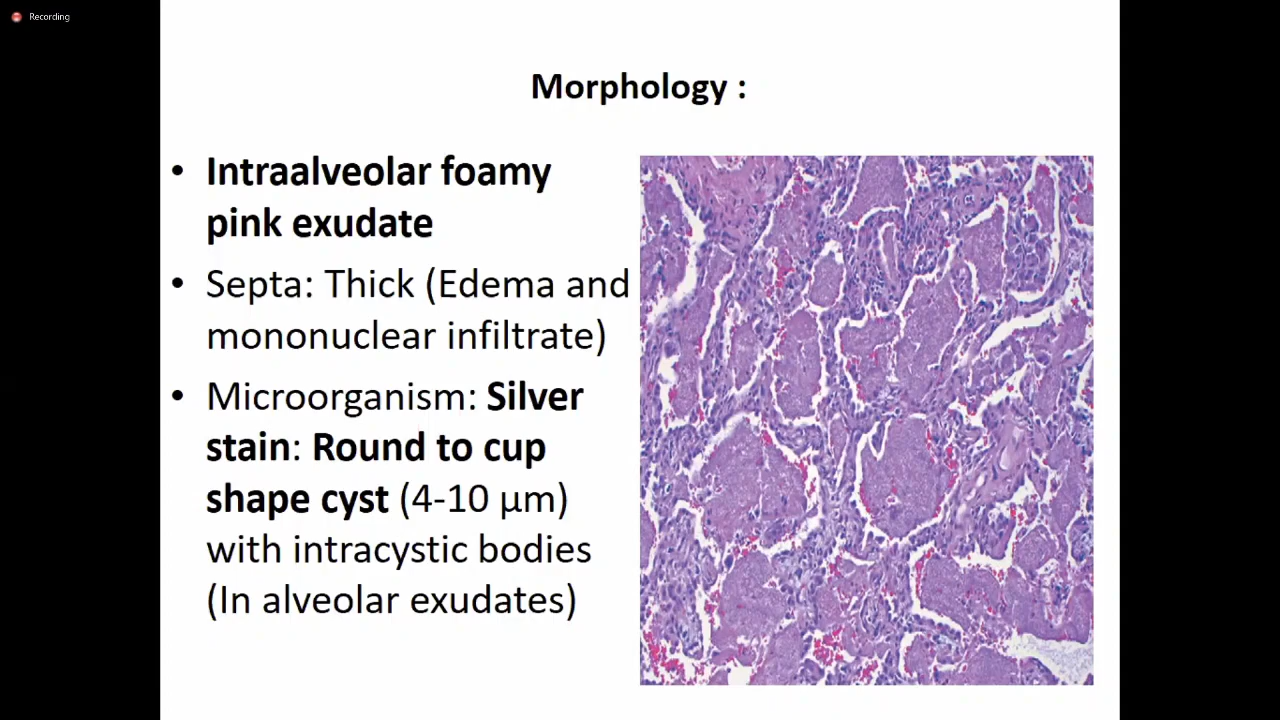 Recording
Morphology :
• Intraalveolar foamy
pink exudate
• Septa: Thick (Edema and
mononuclear infiltrate)
• Microorganism: Silver
stain: Round to cup
shape cyst (4-10 µm)
with intracystic bodies
(In alveolar exudates)